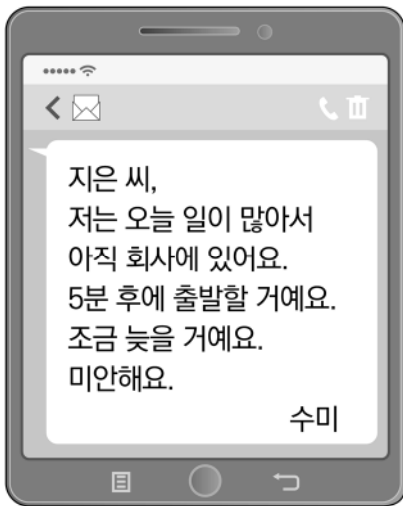 지은 씨,
저는 오늘 일이 많아서
아직 회사에 있어요.
5분 후에 출발할 거예요.
조금 늦을 거예요.
미안해요.
수미